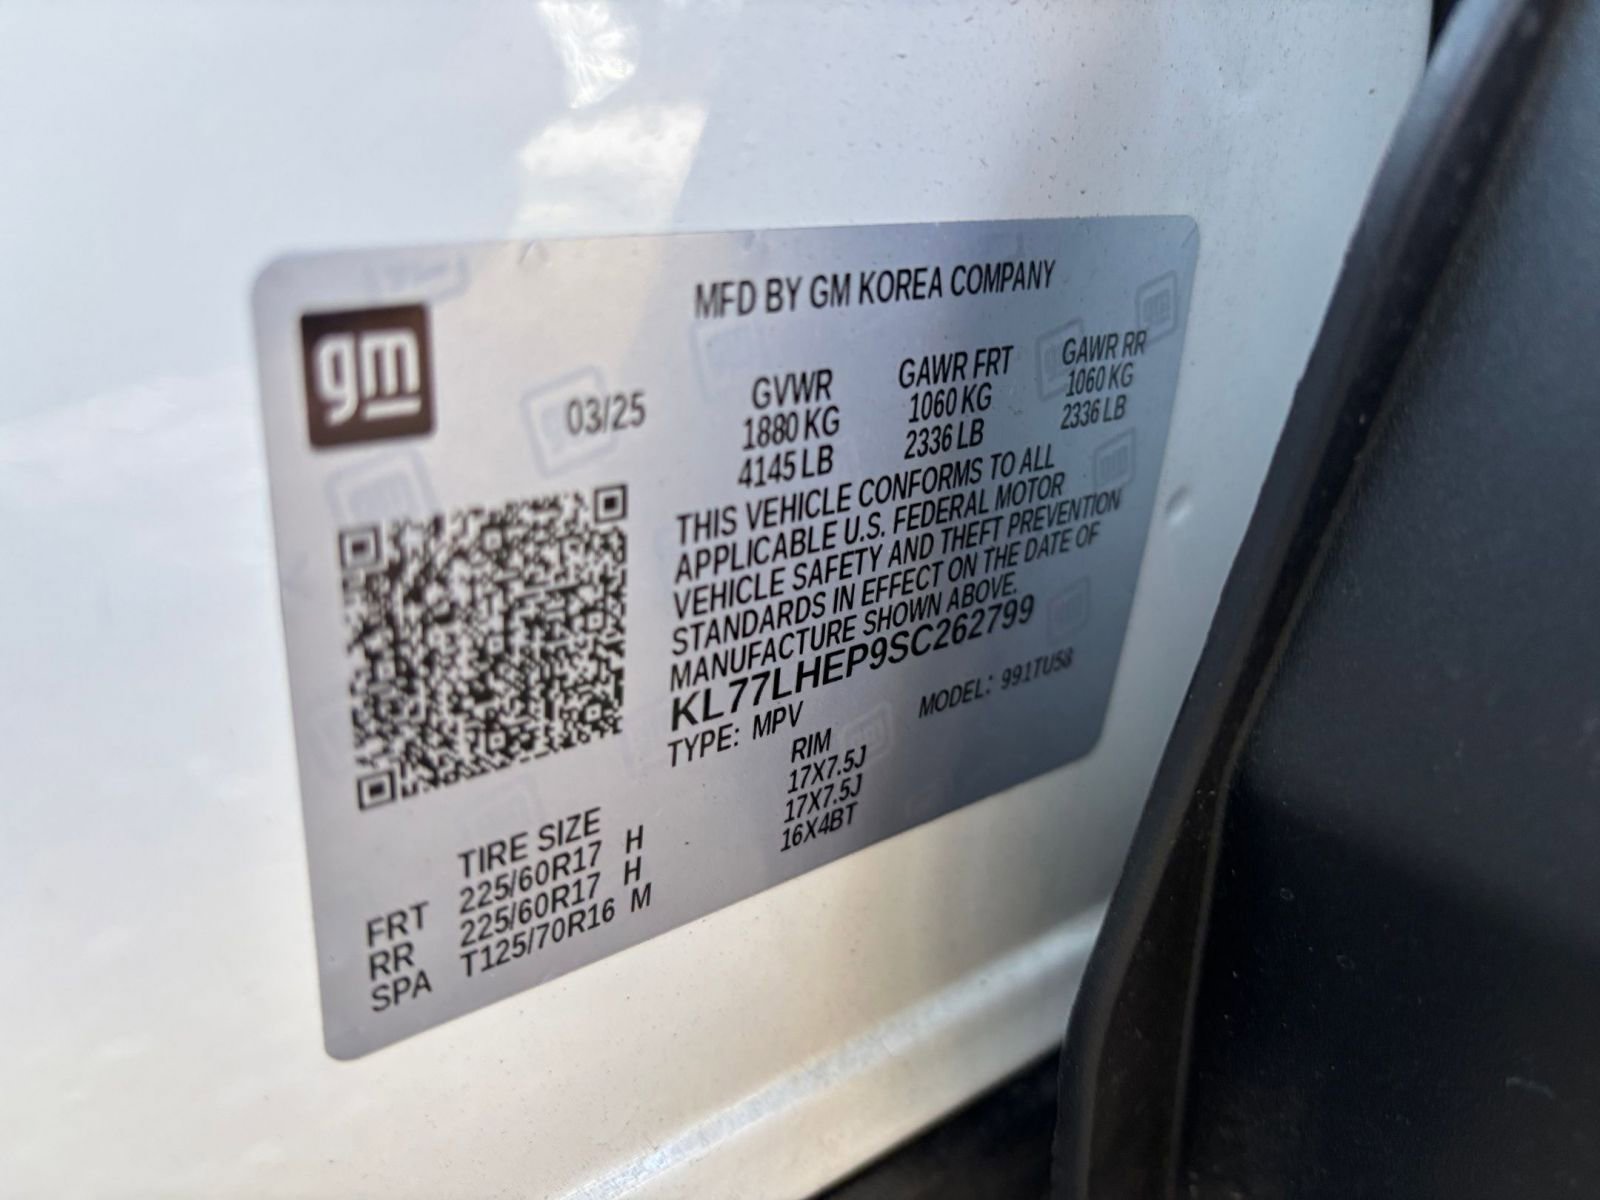 gm
MFD BY GM KOREA COMPANY
03/25
GVWR GAWR FRT GAWR RR
1880 KG 1060 KG 1060 KG
4145 LB 2336 LB 2336 LB
THIS VEHICLE CONFORMS TO ALL
APPLICABLE U.S. FEDERAL MOTOR
VEHICLE SAFETY AND THEFT PREVENTION
STANDARDS IN EFFECT ON THE DATE OF
MANUFACTURE SHOWN ABOVE.
KL77LHEP9SC262799
TYPE: MPV MODEL: 991TU58
TIRE SIZE RIM
FRT 225/60R17 H 17X7.5J
RR 225/60R17 H 17X7.5J
SPA T125/70R16 M 16X4BT